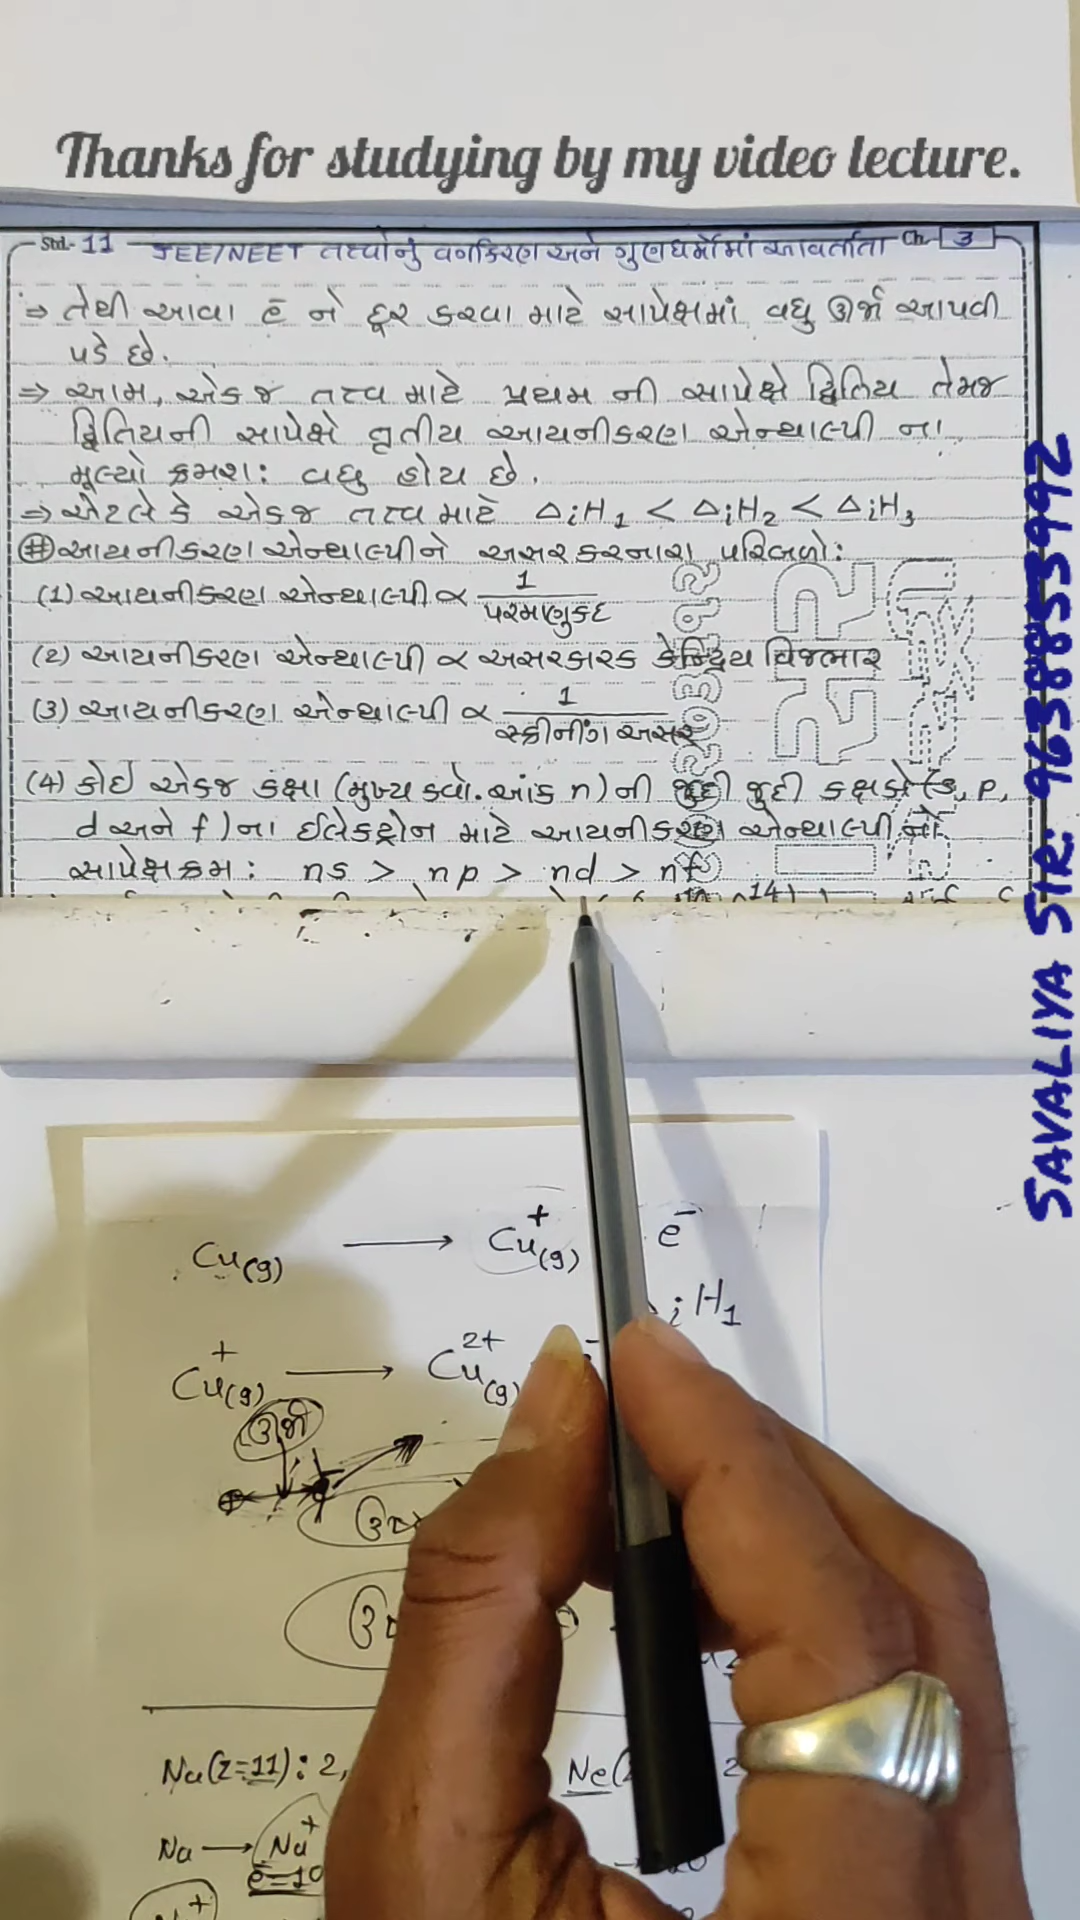 Thanks for studying by my video lecture.
Std.- 11 JEE/NEET તત્ત્વોનું વર્ગીકરણ અને ગુણધર્મોમાં આવર્તતા Ch. 3
⇒ તેથી આવા ē ને દૂર કરવા માટે સાપેક્ષમાં વધુ ઊર્જા આપવી
પડે છે.
⇒ આમ, એક જ તત્ત્વ માટે પ્રથમ ની સાપેક્ષે દ્વિતિય તેમજ
દ્વિતિયની સાપેક્ષે તૃતીય આયનીકરણ એન્થાલ્પી ના
મૂલ્યો ક્રમશઃ વધુ હોય છે.
⇒ એટલે કે એકજ તત્ત્વ માટે ΔiH1 < ΔiH2 < ΔiH3
# આયનીકરણ એન્થાલ્પીને અસર કરનારા પરિબળો:
(1) આયનીકરણ એન્થાલ્પી ∝ 1 / પરમાણુકદ
(2) આયનીકરણ એન્થાલ્પી ∝ અસરકારક કેન્દ્રિય વિજભાર
(3) આયનીકરણ એન્થાલ્પી ∝ 1 / સ્ક્રીનીંગ અસર
(4) કોઈ એકજ કક્ષા (મુખ્ય ક્વો. આંક n) ની જુદી જુદી કક્ષકો (s, p,
d અને f) ના ઈલેક્ટ્રોન માટે આયનીકરણ એન્થાલ્પી નો
સાપેક્ષ ક્રમ: ns > np > nd > nf
SAVALIYA SIR: 9638853992
Cu(g) ⟶ Cu+(g) e−
iH1
Cu+(g) ⟶ Cu2+(g)
ઊર્જા
Na(Z=11): 2, Ne( 2
Na ⟶ Na+
ē=10